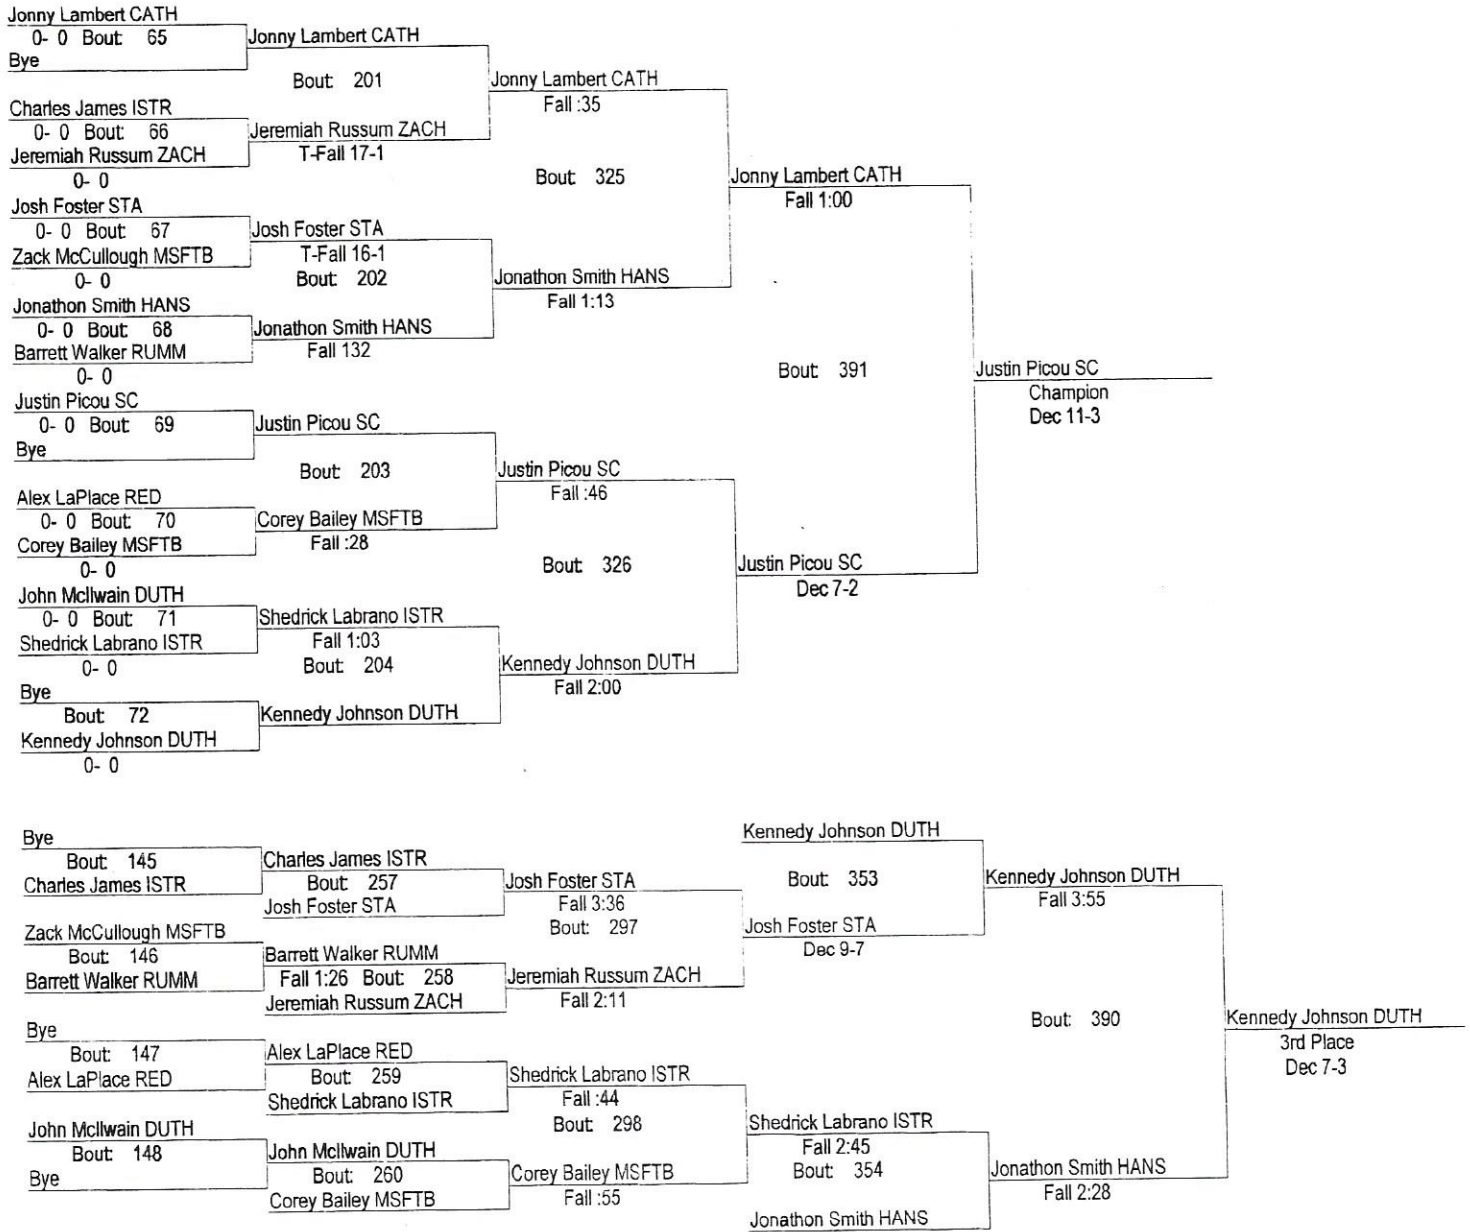 Jonny Lambert CATH
0- 0 Bout: 65
Bye
Jonny Lambert CATH
Bout: 201
Charles James ISTR
0- 0 Bout: 66
Jeremiah Russum ZACH
0- 0
Jeremiah Russum ZACH
T-Fall 17-1
Jonny Lambert CATH
Fall :35
Bout: 325
Josh Foster STA
0- 0 Bout: 67
Zack McCullough MSFTB
0- 0
Josh Foster STA
T-Fall 16-1
Bout: 202
Jonathon Smith HANS
0- 0 Bout: 68
Barrett Walker RUMM
0- 0
Jonathon Smith HANS
Fall 132
Jonathon Smith HANS
Fall 1:13
Jonny Lambert CATH
Fall 1:00
Bout: 391
Justin Picou SC
Champion
Dec 11-3
Justin Picou SC
0- 0 Bout: 69
Bye
Justin Picou SC
Bout: 203
Alex LaPlace RED
0- 0 Bout: 70
Corey Bailey MSFTB
0- 0
Corey Bailey MSFTB
Fall :28
Justin Picou SC
Fall :46
Bout: 326
John McIlwain DUTH
0- 0 Bout: 71
Shedrick Labrano ISTR
0- 0
Shedrick Labrano ISTR
Fall 1:03
Bout: 204
Bye
Bout: 72
Kennedy Johnson DUTH
0- 0
Kennedy Johnson DUTH
Kennedy Johnson DUTH
Fall 2:00
Justin Picou SC
Dec 7-2
Bye
Bout: 145
Charles James ISTR
Charles James ISTR
Bout: 257
Josh Foster STA
Josh Foster STA
Fall 3:36
Bout: 297
Zack McCullough MSFTB
Bout: 146
Barrett Walker RUMM
Barrett Walker RUMM
Fall 1:26 Bout: 258
Jeremiah Russum ZACH
Jeremiah Russum ZACH
Fall 2:11
Kennedy Johnson DUTH
Bout: 353
Josh Foster STA
Dec 9-7
Kennedy Johnson DUTH
Fall 3:55
Bout: 390
Kennedy Johnson DUTH
3rd Place
Dec 7-3
Bye
Bout: 147
Alex LaPlace RED
Alex LaPlace RED
Bout: 259
Shedrick Labrano ISTR
Shedrick Labrano ISTR
Fall :44
Bout: 298
John McIlwain DUTH
Bout: 148
Bye
John McIlwain DUTH
Bout: 260
Corey Bailey MSFTB
Corey Bailey MSFTB
Fall :55
Shedrick Labrano ISTR
Fall 2:45
Bout: 354
Jonathon Smith HANS
Jonathon Smith HANS
Fall 2:28